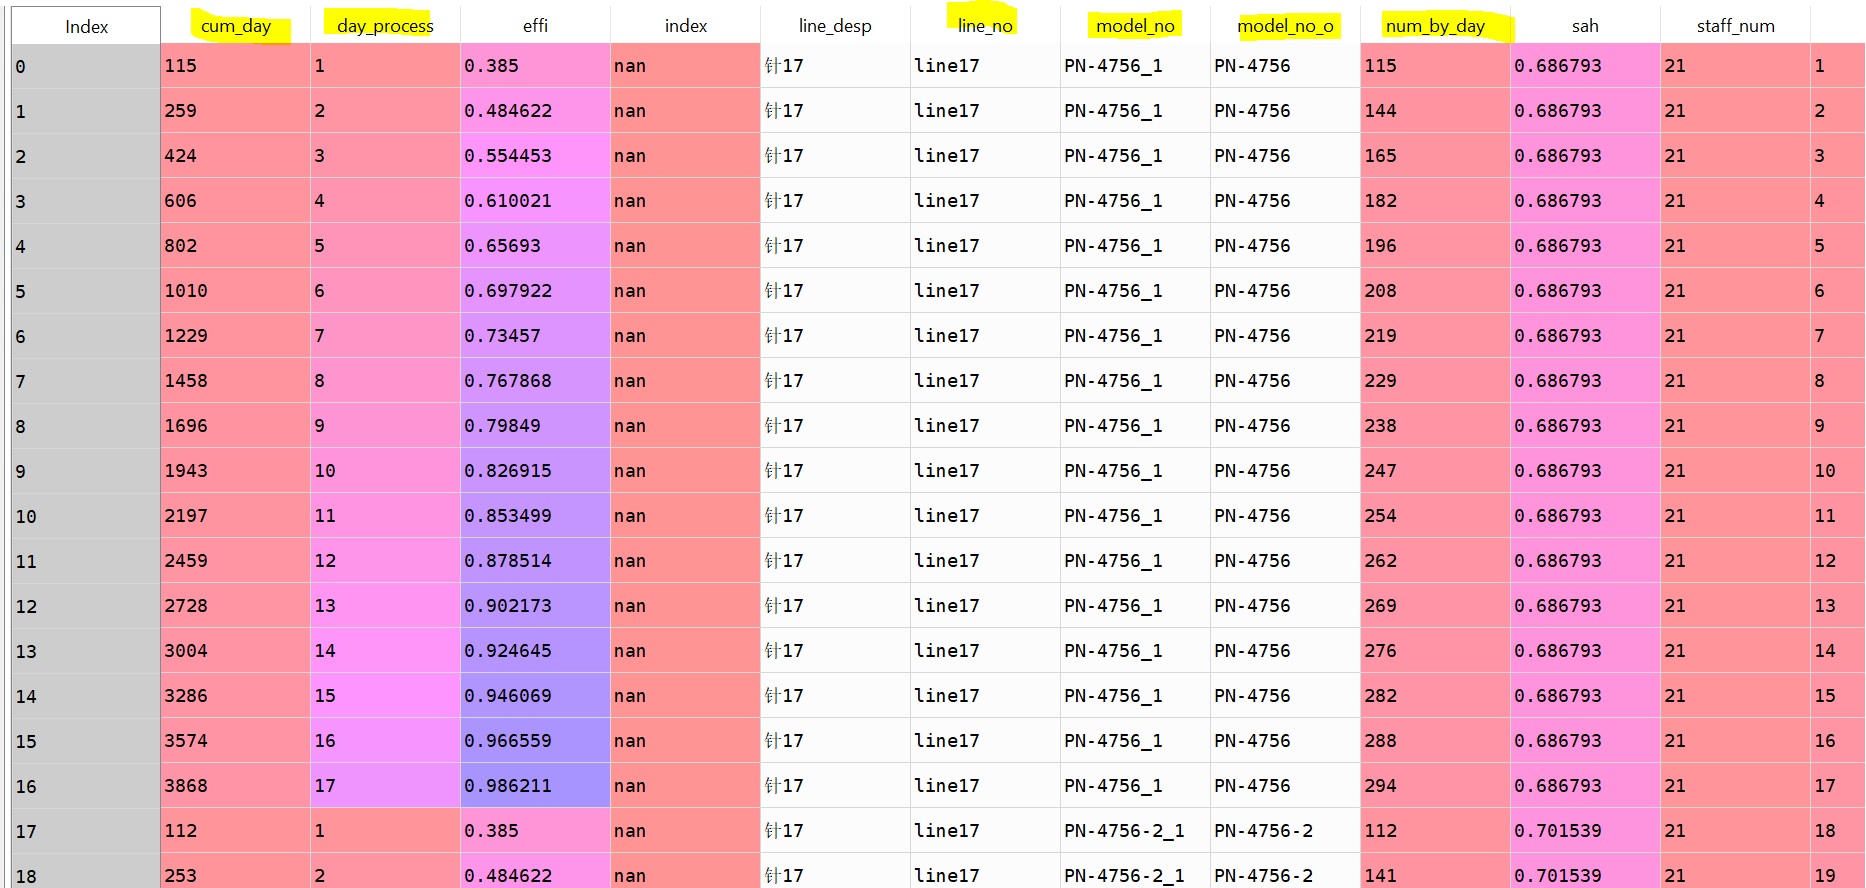 Index cum_day day_process effi index line_desp line_no model_no model_no_o num_by_day sah staff_num
0 115 1 0.385 nan 针17 line17 PN-4756_1 PN-4756 115 0.686793 21 1
1 259 2 0.484622 nan 针17 line17 PN-4756_1 PN-4756 144 0.686793 21 2
2 424 3 0.554453 nan 针17 line17 PN-4756_1 PN-4756 165 0.686793 21 3
3 606 4 0.610021 nan 针17 line17 PN-4756_1 PN-4756 182 0.686793 21 4
4 802 5 0.65693 nan 针17 line17 PN-4756_1 PN-4756 196 0.686793 21 5
5 1010 6 0.697922 nan 针17 line17 PN-4756_1 PN-4756 208 0.686793 21 6
6 1229 7 0.73457 nan 针17 line17 PN-4756_1 PN-4756 219 0.686793 21 7
7 1458 8 0.767868 nan 针17 line17 PN-4756_1 PN-4756 229 0.686793 21 8
8 1696 9 0.79849 nan 针17 line17 PN-4756_1 PN-4756 238 0.686793 21 9
9 1943 10 0.826915 nan 针17 line17 PN-4756_1 PN-4756 247 0.686793 21 10
10 2197 11 0.853499 nan 针17 line17 PN-4756_1 PN-4756 254 0.686793 21 11
11 2459 12 0.878514 nan 针17 line17 PN-4756_1 PN-4756 262 0.686793 21 12
12 2728 13 0.902173 nan 针17 line17 PN-4756_1 PN-4756 269 0.686793 21 13
13 3004 14 0.924645 nan 针17 line17 PN-4756_1 PN-4756 276 0.686793 21 14
14 3286 15 0.946069 nan 针17 line17 PN-4756_1 PN-4756 282 0.686793 21 15
15 3574 16 0.966559 nan 针17 line17 PN-4756_1 PN-4756 288 0.686793 21 16
16 3868 17 0.986211 nan 针17 line17 PN-4756_1 PN-4756 294 0.686793 21 17
17 112 1 0.385 nan 针17 line17 PN-4756-2_1 PN-4756-2 112 0.701539 21 18
18 253 2 0.484622 nan 针17 line17 PN-4756-2_1 PN-4756-2 141 0.701539 21 19